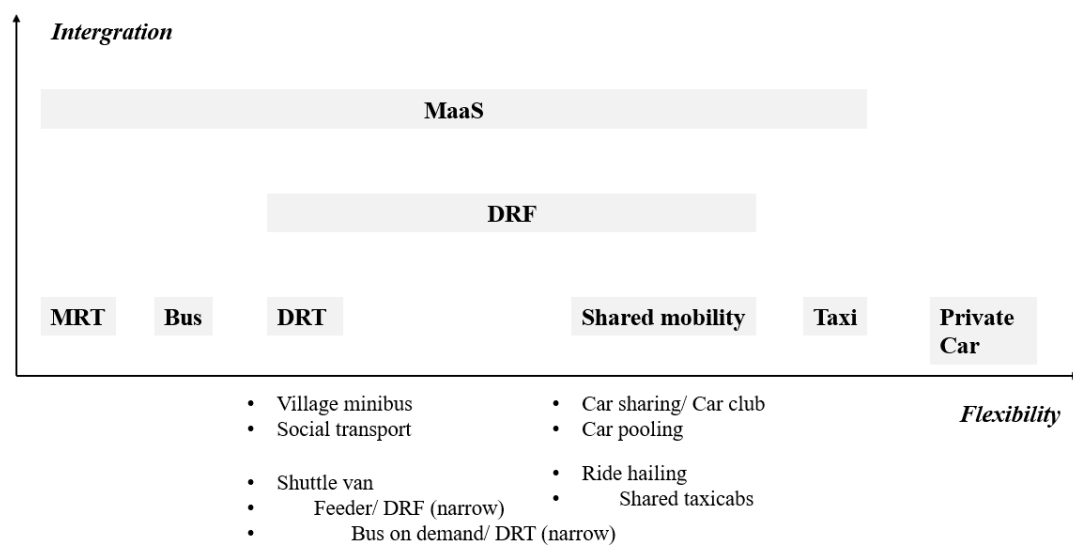 Intergration
MaaS
DRF
MRT
Bus
DRT
Shared mobility
Taxi
Private
Car
Flexibility
• Village minibus
• Social transport
• Shuttle van
• Feeder/ DRF (narrow)
• Bus on demand/ DRT (narrow)
• Car sharing/ Car club
• Car pooling
• Ride hailing
• Shared taxicabs